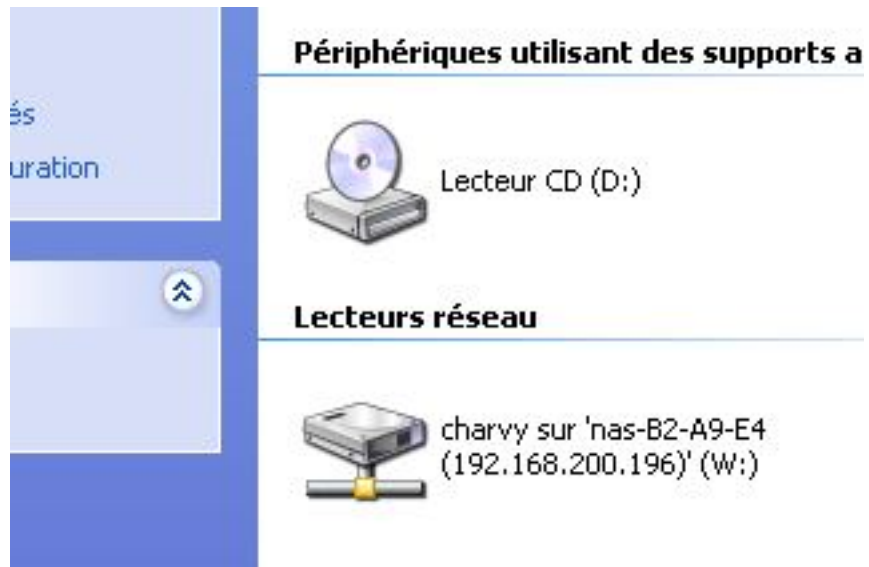 Périphériques utilisant des supports a
és
uration
Lecteur CD (D:)
Lecteurs réseau
charvy sur 'nas-B2-A9-E4
(192.168.200.196)' (W:)